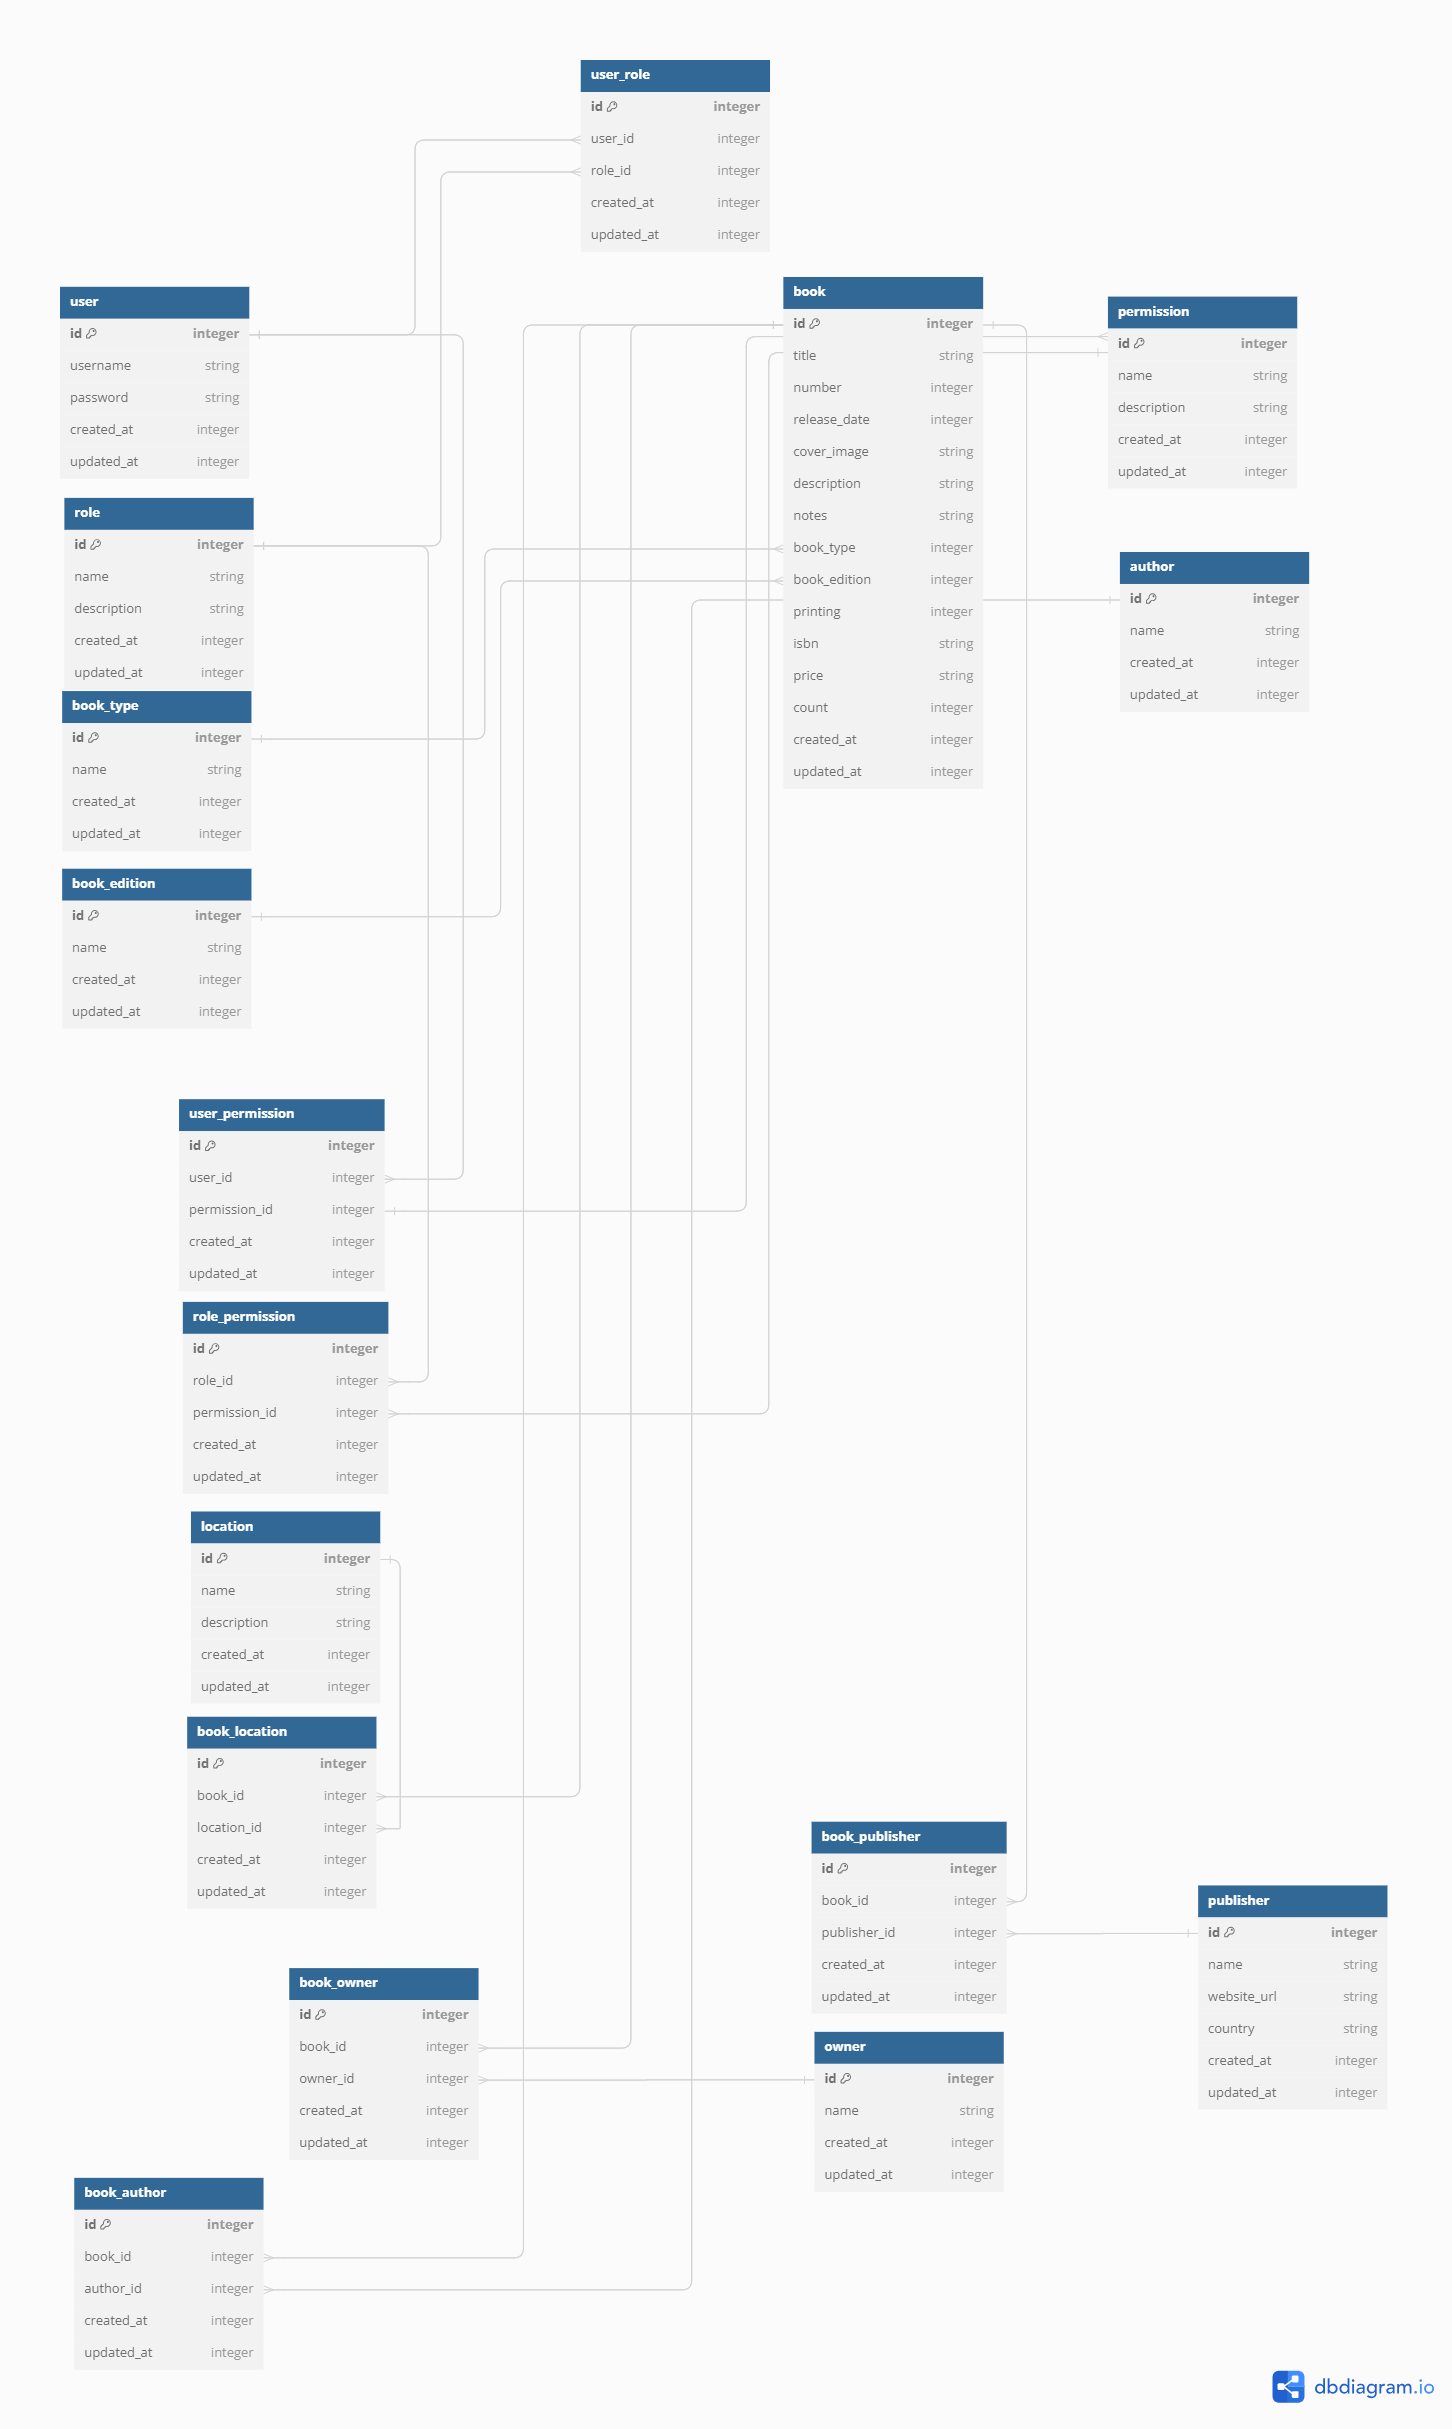 user_role
id integer
user_id integer
role_id integer
created_at integer
updated_at integer
user
id integer
username string
password string
created_at integer
updated_at integer
book
id integer
title string
number integer
release_date integer
cover_image string
description string
notes string
book_type integer
book_edition integer
printing integer
isbn string
price string
count integer
created_at integer
updated_at integer
permission
id integer
name string
description string
created_at integer
updated_at integer
role
id integer
name string
description string
created_at integer
updated_at integer
author
id integer
name string
created_at integer
updated_at integer
book_type
id integer
name string
created_at integer
updated_at integer
book_edition
id integer
name string
created_at integer
updated_at integer
user_permission
id integer
user_id integer
permission_id integer
created_at integer
updated_at integer
role_permission
id integer
role_id integer
permission_id integer
created_at integer
updated_at integer
location
id integer
name string
description string
created_at integer
updated_at integer
book_location
id integer
book_id integer
location_id integer
created_at integer
updated_at integer
book_publisher
id integer
book_id integer
publisher_id integer
created_at integer
updated_at integer
publisher
id integer
name string
website_url string
country string
created_at integer
updated_at integer
book_owner
id integer
book_id integer
owner_id integer
created_at integer
updated_at integer
owner
id integer
name string
created_at integer
updated_at integer
book_author
id integer
book_id integer
author_id integer
created_at integer
updated_at integer
dbdiagram.io